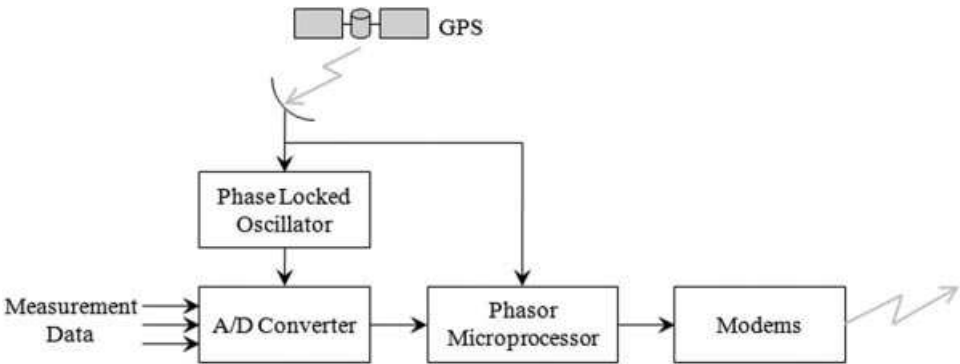 GPS
Phase Locked
Oscillator
Measurement
Data
A/D Converter
Phasor
Microprocessor
Modems